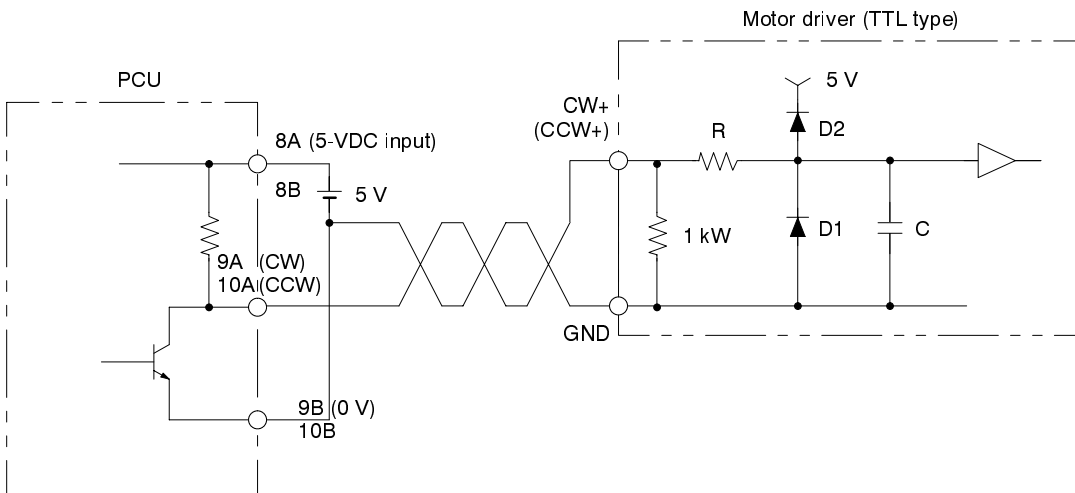 Motor driver (TTL type)
PCU
5 V
CW+
(CCW+)
R
D2
8A (5-VDC input)
8B
5 V
1 kW
D1
C
9A (CW)
10A(CCW)
GND
9B (0 V)
10B